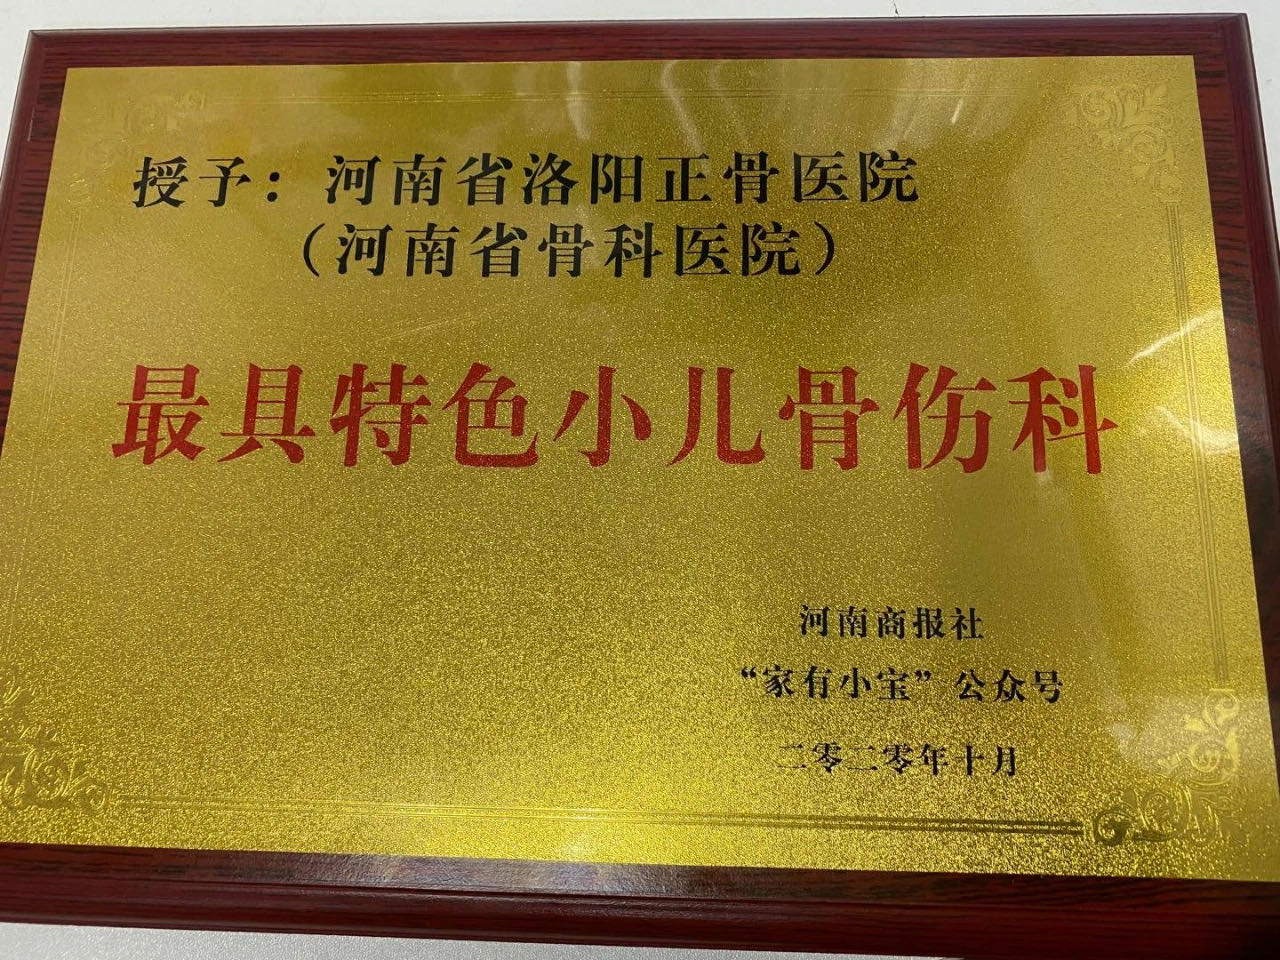 授予：河南省洛阳正骨医院
（河南省骨科医院）
最具特色小儿骨伤科
河南商报社
“家有小宝”公众号
二零二零年十月